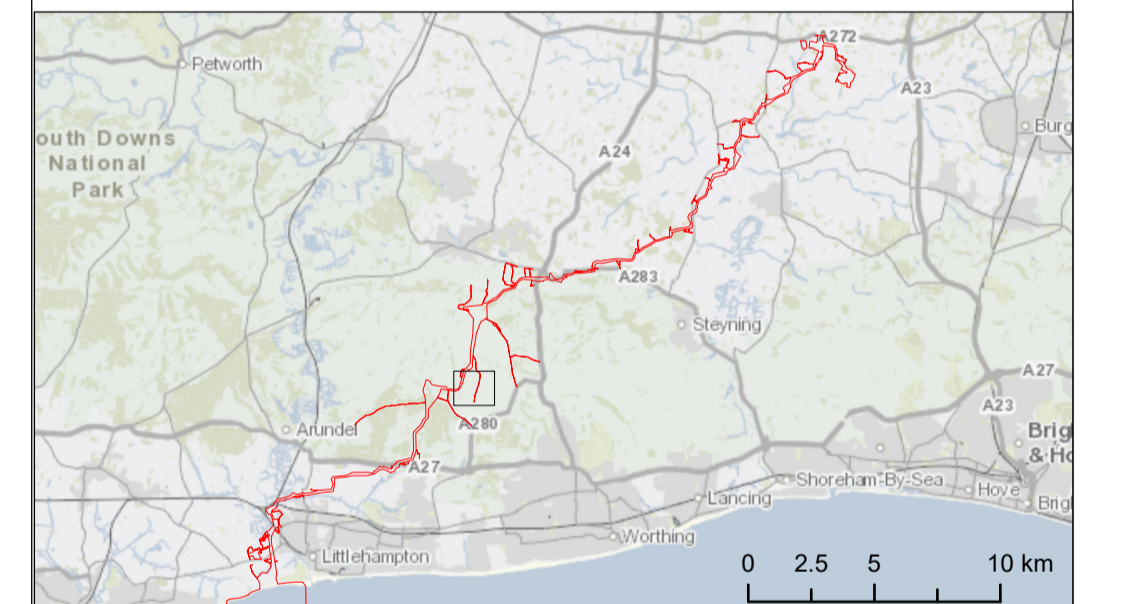 A272
Petworth
A23
Burg
outh Downs
National
Park
A24
A283
Steyning
A27
A23
Arundel
A280
Brig
& Ho
A27
Shoreham-By-Sea
Hove
Lancing
Brigl
Worthing
Littlehampton
0 2.5 5 10 km